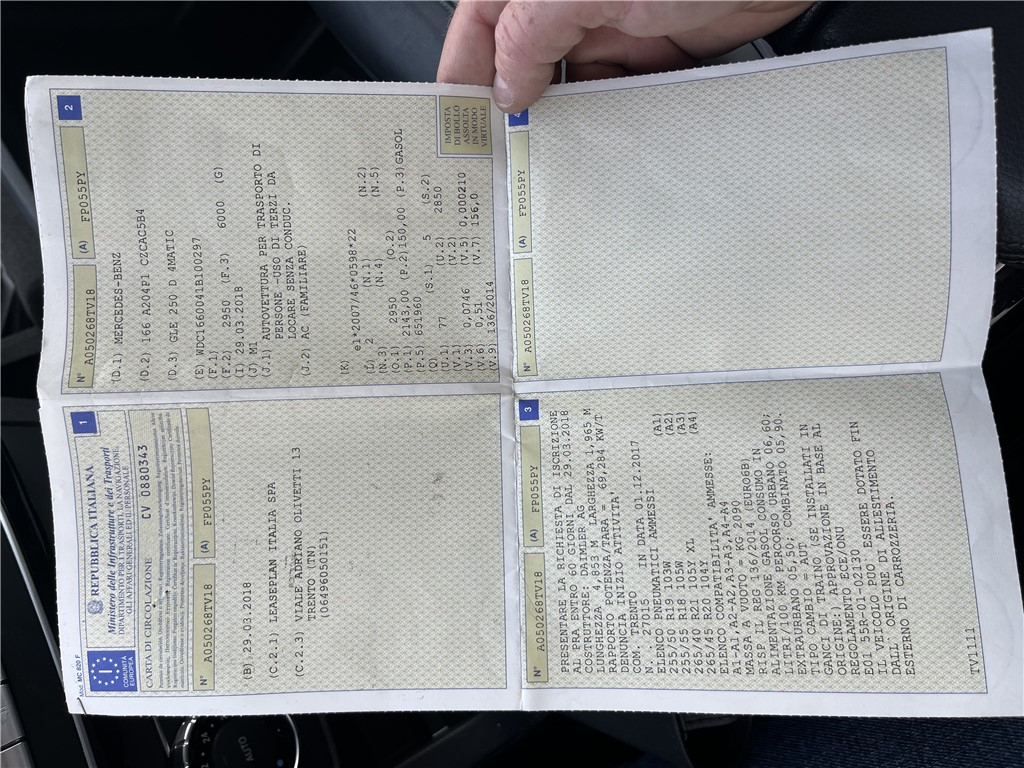 Mod. MC 820 F
COMUNITÀ
EUROPEA
REPUBBLICA ITALIANA
Ministero delle Infrastrutture e dei Trasporti
DIPARTIMENTO PER I TRASPORTI, LA NAVIGAZIONE,
GLI AFFARI GENERALI ED IL PERSONALE
1
CARTA DI CIRCOLAZIONE
CV 0880343
N° A050268TV18 (A) FP055PY
(B) 29.03.2018
(C.2.1) LEASEPLAN ITALIA SPA
(C.2.3) VIALE ADRIANO OLIVETTI 13
TRENTO (TN)
(06496050151)
N° A050268TV18 (A) FP055PY 2
(D.1) MERCEDES-BENZ
(D.2) 166 A204P1 CZCAC5B4
(D.3) GLE 250 D 4MATIC
(E) WDC1660041B100297
(F.1)
(F.2) 2950 (F.3) 6000 (G)
(I) 29.03.2018
(J) M1
(J.1) AUTOVETTURA PER TRASPORTO DI
PERSONE -USO DI TERZI DA
LOCARE SENZA CONDUC.
(J.2) AC (FAMILIARE)
(K) e1*2007/46*0598*22
(L) 2 (N.1) (N.2)
(N.3) (N.4) (N.5)
(O.1) 2950 (O.2)
(P.1) 2143,00 (P.2)150,00 (P.3)GASOL
(P.5) 651960
(Q) (S.1) 5 (S.2)
(U.1) 77 (U.2) 2850
(V.1) (V.2)
(V.3) 0,0746 (V.5) 0,000210
(V.6) 0,51 (V.7) 156,0
(V.9) 136/2014
IMPOSTA
DI BOLLO
ASSOLTA
IN MODO
VIRTUALE
N° A050268TV18 (A) FP055PY 3
PRESENTARE LA RICHIESTA DI ISCRIZIONE
AL PRA ENTRO 60 GIORNI DAL 29.03.2018
COSTRUTTORE: DAIMLER AG
LUNGHEZZA 4,853 M LARGHEZZA 1,965 M
RAPPORTO POTENZA/TARA = 69,284 KW/T
DENUNCIA INIZIO ATTIVITA'
COM. TRENTO
N. . 270151 IN DATA 01.12.2017
ELENCO PNEUMATICI AMMESSI
235/60 R19 103W (A1)
255/55 R18 105W (A2)
265/40 R21 105Y XL (A3)
265/45 R20 104Y (A4)
ELENCO COMPATIBILITA' AMMESSE:
A1-A1,A2-A2,A3-A3,A4-A4
MASSA A VUOTO = KG 2090
RISP IL REG 136/2014 (EURO6B)
ALIMENTAZIONE GASOL CONSUMO IN
LITRI/100 KM PERCORSO URBANO 06,60;
EXTRAURBANO 05,50; COMBINATO 05,90.
TIPO CAMBIO = AUT
GANCI DI TRAINO (SE INSTALLATI IN
ORIGINE:) APPROVAZIONE IN BASE AL
REGOLAMENTO ECE/ONU
E01 55R-01-02130
IL VEICOLO PUO' ESSERE DOTATO FIN
DALL' ORIGINE DI ALLESTIMENTO
ESTERNO DI CARROZZERIA.
TV1111
N° A050268TV18 (A) FP055PY 4
AUTO